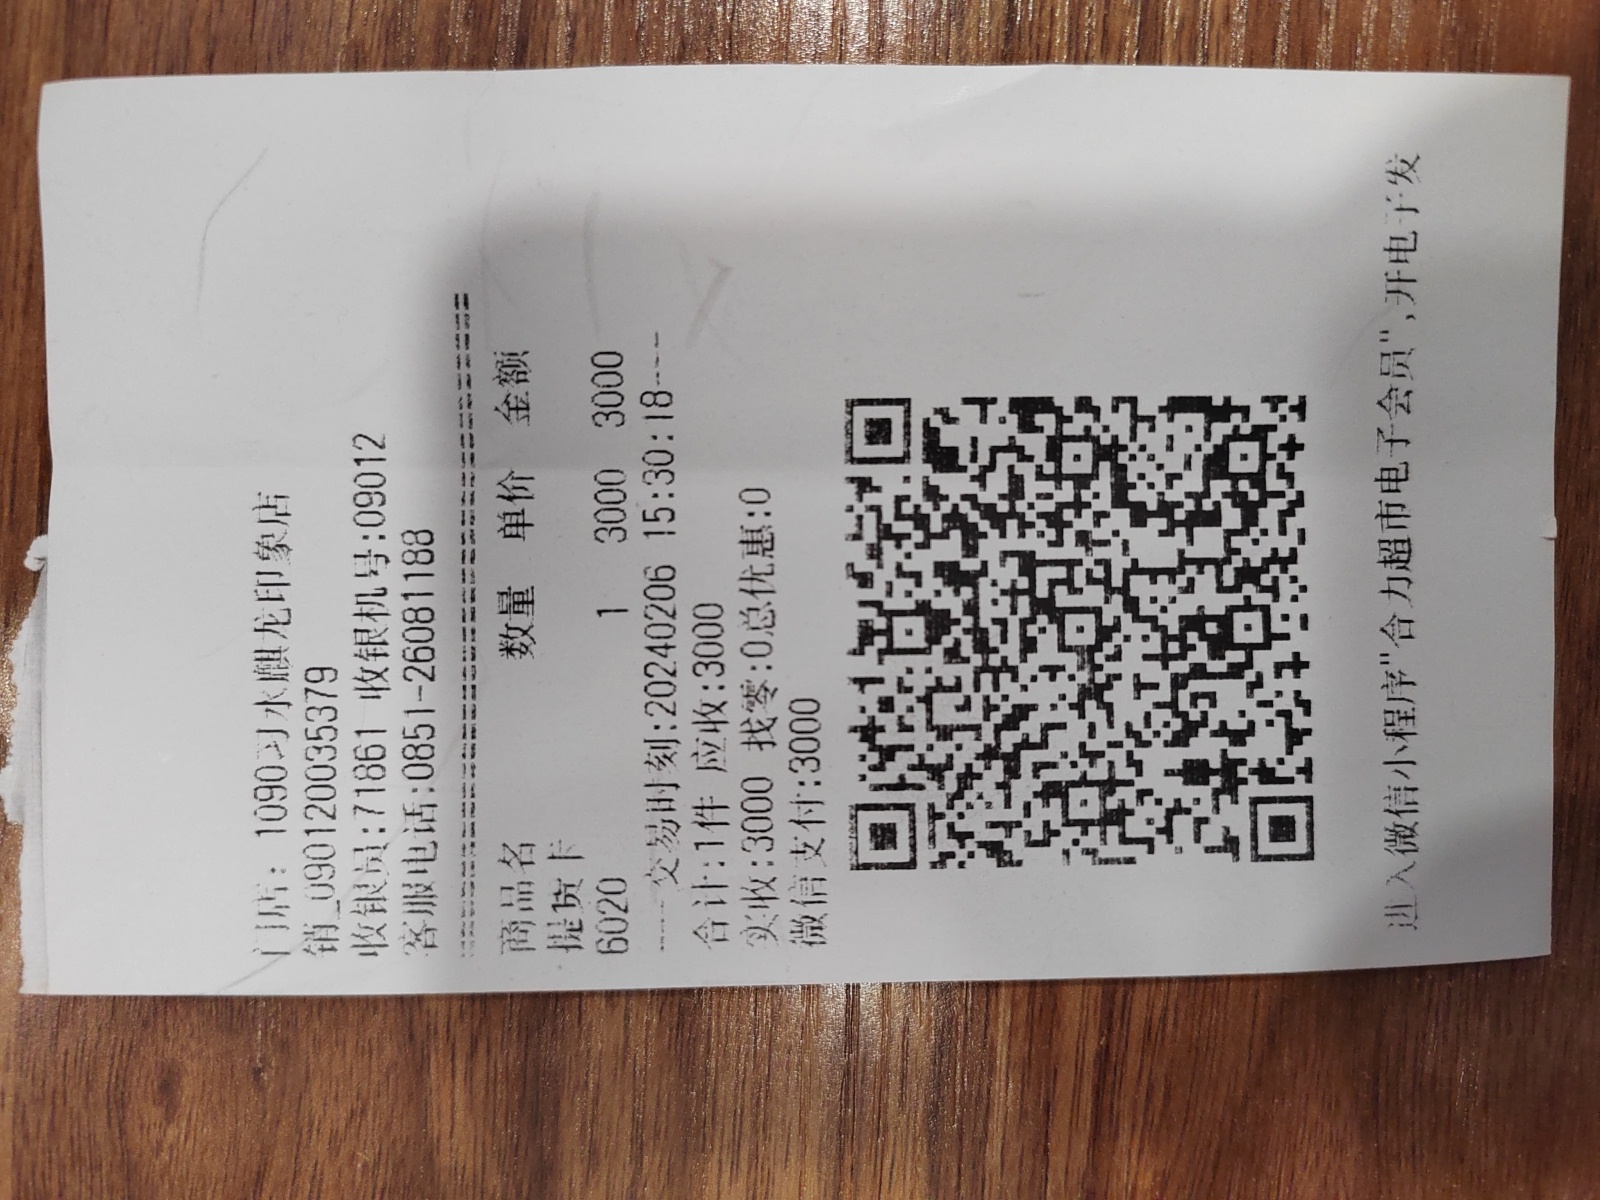 门店: 1090习水麒龙印象店
销_090120035379
收银员:71861 收银机号:09012
客服电话:0851-26081188
商品名 数量 单价 金额
提货卡
6020 1 3000 3000
----交易时刻:20240206 15:30:18----
合计:1件 应收:3000
实收:3000 找零:0总优惠:0
微信支付:3000
进入微信小程序"合力超市电子会员",开电子发